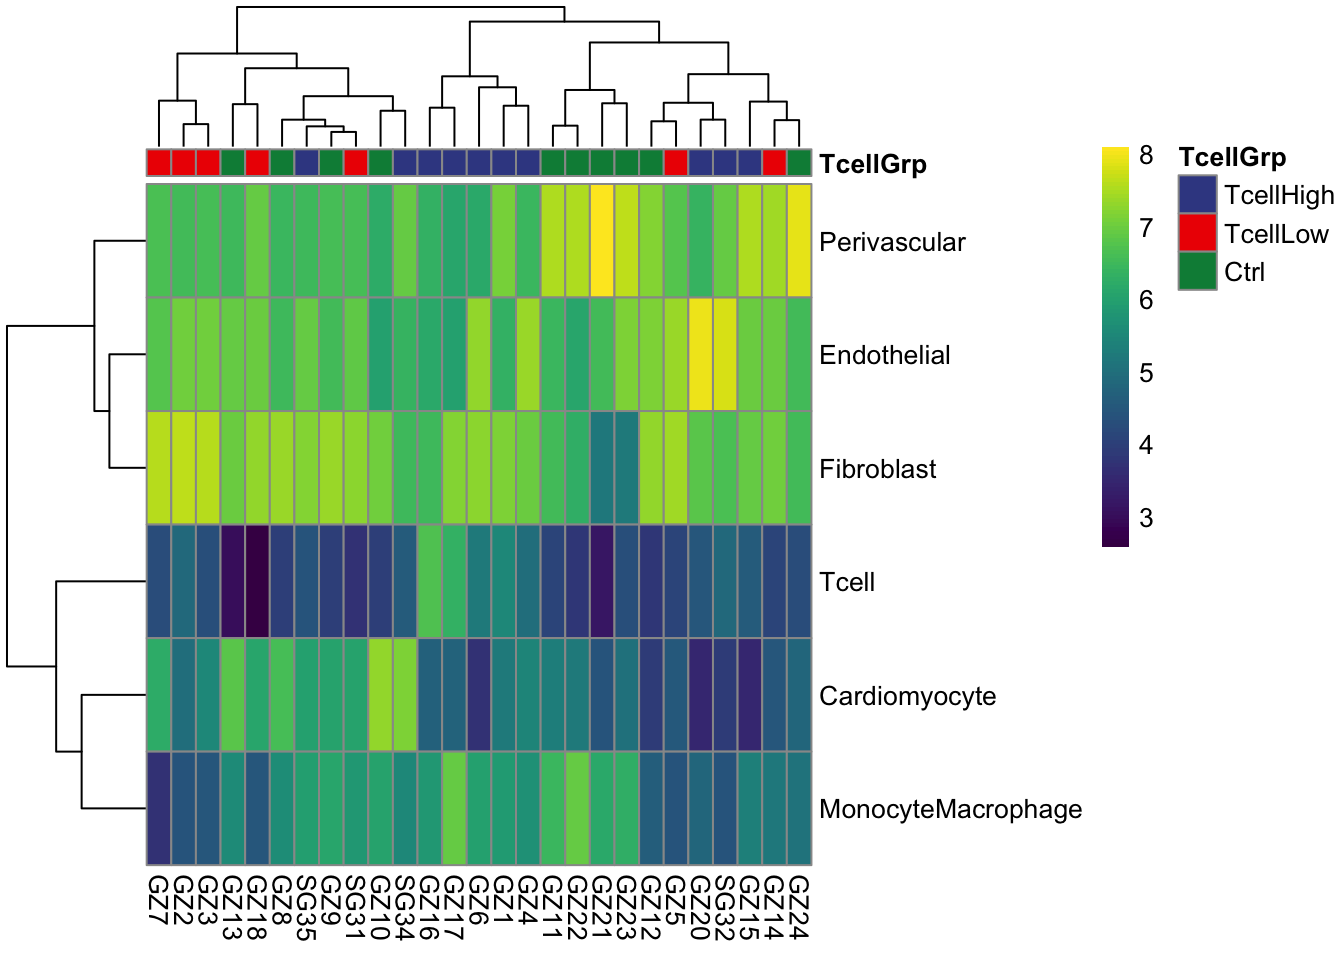 TcellGrp
Perivascular
Endothelial
Fibroblast
Tcell
Cardiomyocyte
MonocyteMacrophage
GZ7
GZ2
GZ3
GZ13
GZ18
GZ8
SG35
GZ9
SG31
GZ10
SG34
GZ16
GZ17
GZ6
GZ1
GZ4
GZ11
GZ22
GZ21
GZ23
GZ12
GZ5
GZ20
SG32
GZ15
GZ14
GZ24
8
7
6
5
4
3
TcellGrp
TcellHigh
TcellLow
Ctrl